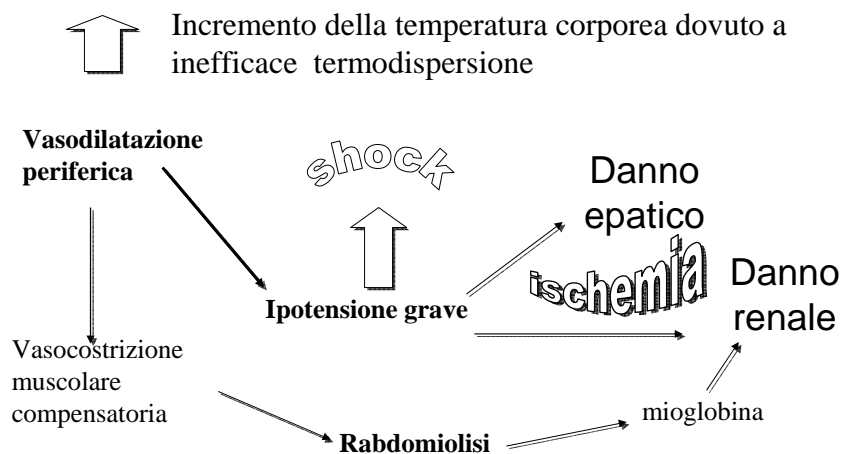 Incremento della temperatura corporea dovuto a
inefficace termodispersione
Vasodilatazione
periferica
shock
Danno
epatico
ischemia
Danno
renale
Ipotensione grave
Vasocostrizione
muscolare
compensatoria
mioglobina
Rabdomiolisi